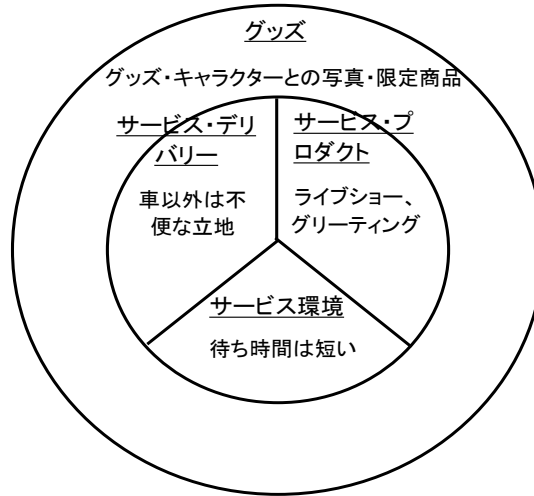 グッズ
グッズ・キャラクターとの写真・限定商品
サービス・デリ
バリー
車以外は不
便な立地
サービス・プ
ロダクト
ライブショー、
グリーティング
サービス環境
待ち時間は短い